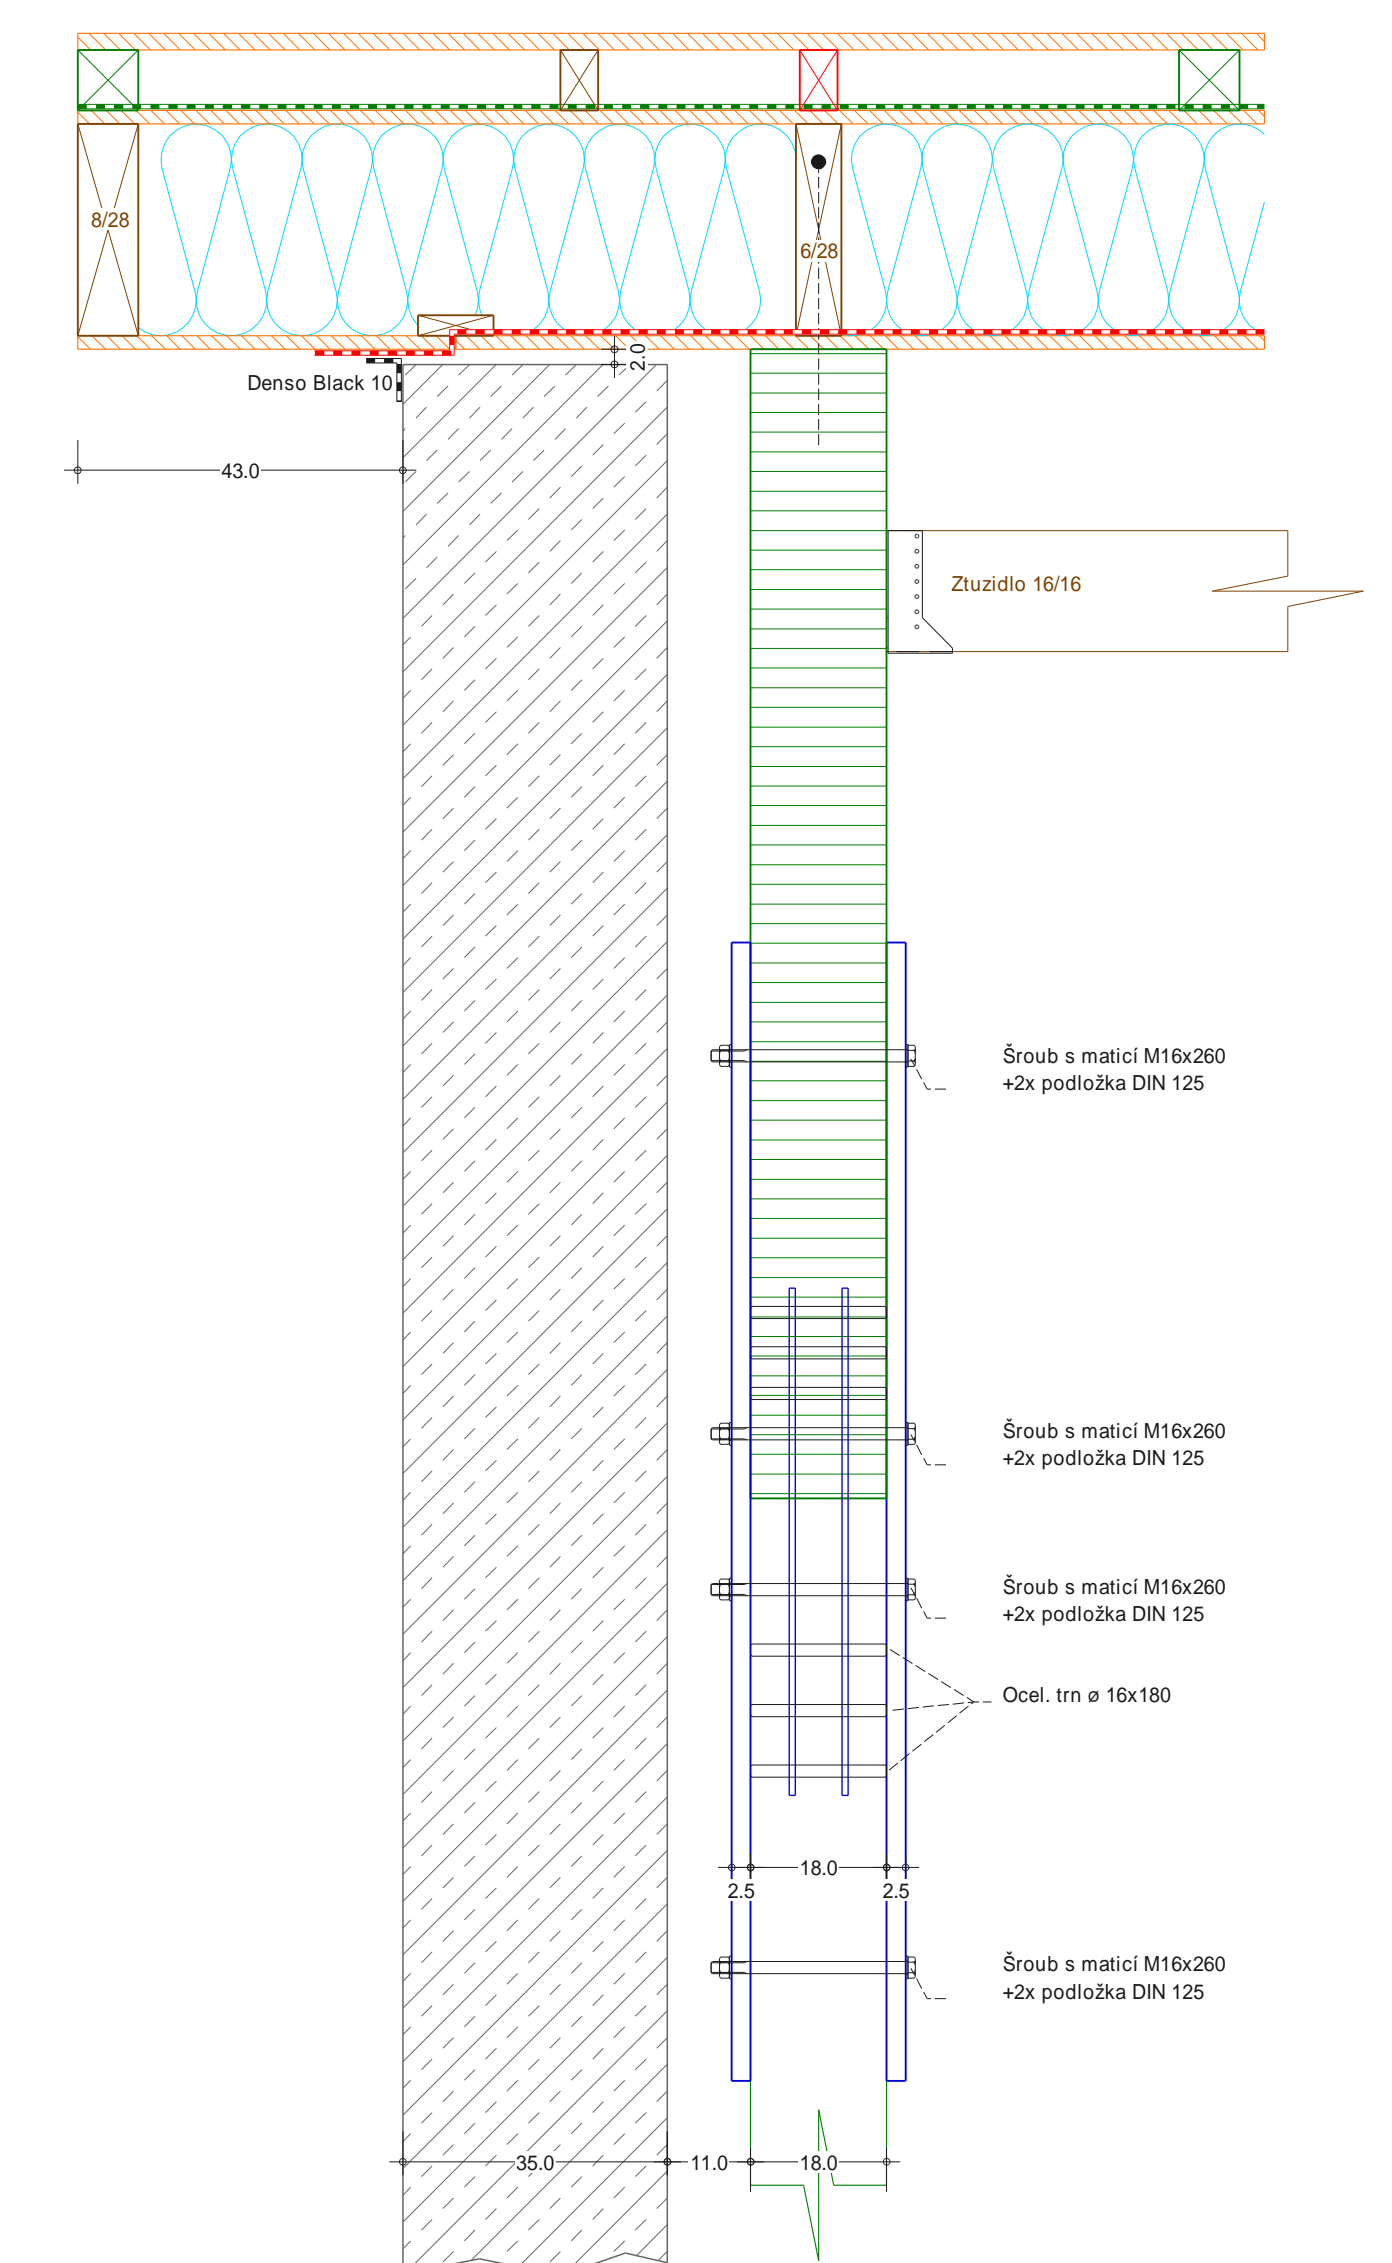 8/28
6/28
2.0
Denso Black 10
43.0
Ztuzidlo 16/16
Šroub s maticí M16x260
+2x podložka DIN 125
Šroub s maticí M16x260
+2x podložka DIN 125
Šroub s maticí M16x260
+2x podložka DIN 125
Ocel. trn ø 16x180
18.0
2.5
2.5
Šroub s maticí M16x260
+2x podložka DIN 125
35.0
11.0
18.0